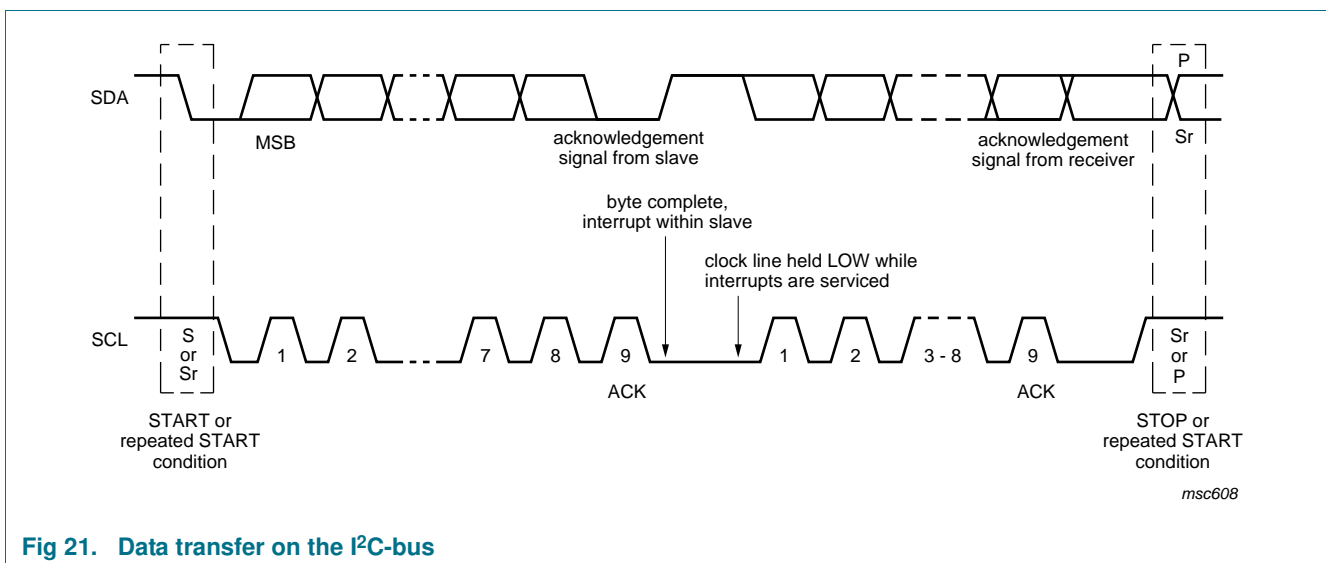 P
SDA
MSB
acknowledgement
signal from slave
acknowledgement
signal from receiver
Sr
byte complete,
interrupt within slave
clock line held LOW while
interrupts are serviced
SCL
S
or
Sr
1
2
7
8
9
1
2
3 - 8
9
Sr
or
P
ACK
ACK
START or
repeated START
condition
STOP or
repeated START
condition
msc608
Fig 21. Data transfer on the I²C-bus